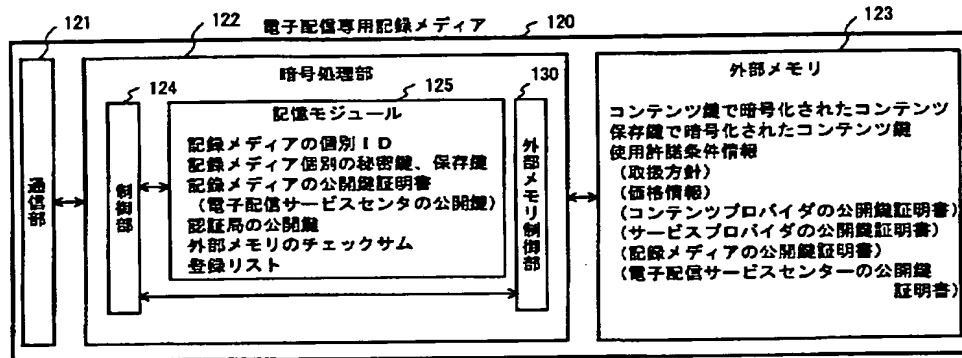 電子配信専用記録メディア
120
121
122
123
暗号処理部
外部メモリ
124
125
130
記憶モジュール
記録メディアの個別ID
記録メディア個別の秘密鍵、保存鍵
記録メディアの公開鍵証明書
(電子配信サービスセンタの公開鍵)
認証局の公開鍵
外部メモリのチェックサム
登録リスト
通信部
制御部
外部メモリ制御部
コンテンツ鍵で暗号化されたコンテンツ
保存鍵で暗号化されたコンテンツ鍵
使用許諾条件情報
(取扱方針)
(価格情報)
(コンテンツプロバイダの公開鍵証明書)
(サービスプロバイダの公開鍵証明書)
(記録メディアの公開鍵証明書)
(電子配信サービスセンターの公開鍵
証明書)